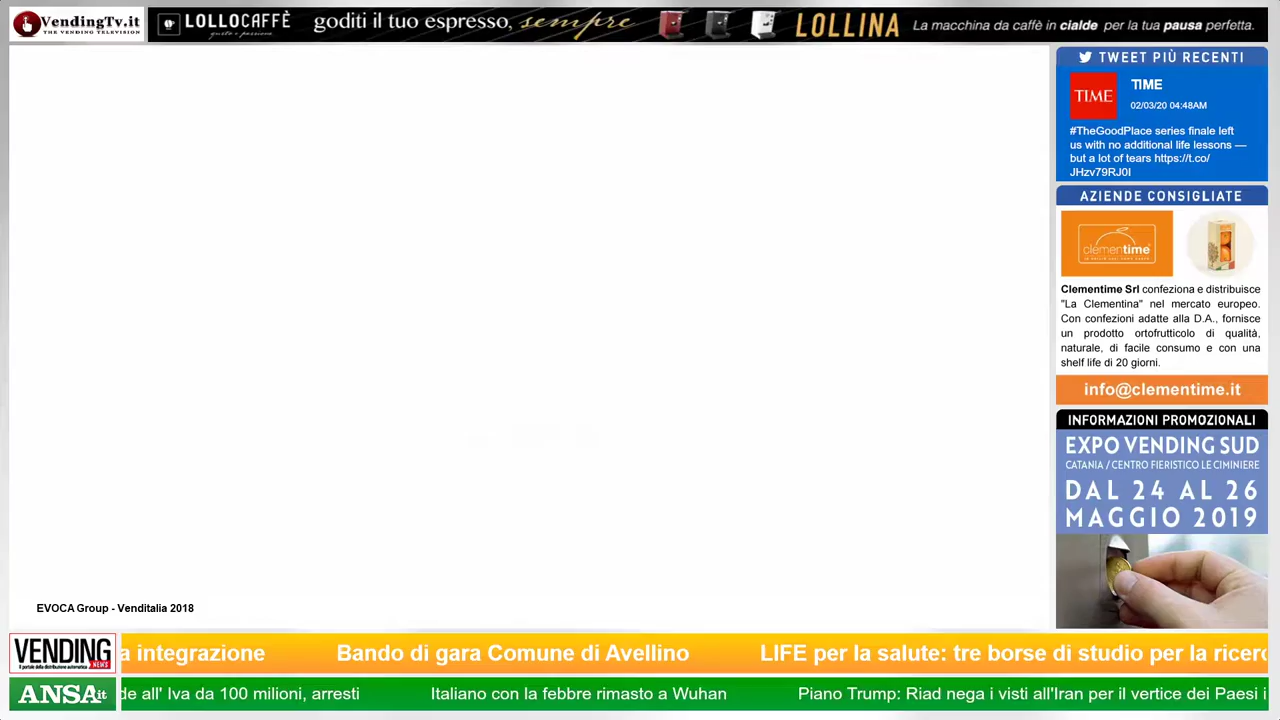 VendingTv.it
THE VENDING TELEVISION
LOLLOCAFFÈ
gusto e passione
goditi il tuo espresso, sempre
LOLLINA
La macchina da caffè in cialde per la tua pausa perfetta.
TWEET PIÙ RECENTI
TIME
TIME
02/03/20 04:48AM
#TheGoodPlace series finale left
us with no additional life lessons —
but a lot of tears https://t.co/
JHzv79RJ0I
AZIENDE CONSIGLIATE
clementime
Clementime Srl confeziona e distribuisce
"La Clementina" nel mercato europeo.
Con confezioni adatte alla D.A., fornisce
un prodotto ortofrutticolo di qualità,
naturale, di facile consumo e con una
shelf life di 20 giorni.
info@clementime.it
INFORMAZIONI PROMOZIONALI
EXPO VENDING SUD
CATANIA / CENTRO FIERISTICO LE CIMINIERE
DAL 24 AL 26
MAGGIO 2019
EVOCA Group - Venditalia 2018
VENDING
Il portale della distribuzione automatica NEWS
a integrazione Bando di gara Comune di Avellino LIFE per la salute: tre borse di studio per la ricerc
ANSA.it
de all' Iva da 100 milioni, arresti Italiano con la febbre rimasto a Wuhan Piano Trump: Riad nega i visti all'Iran per il vertice dei Paesi i